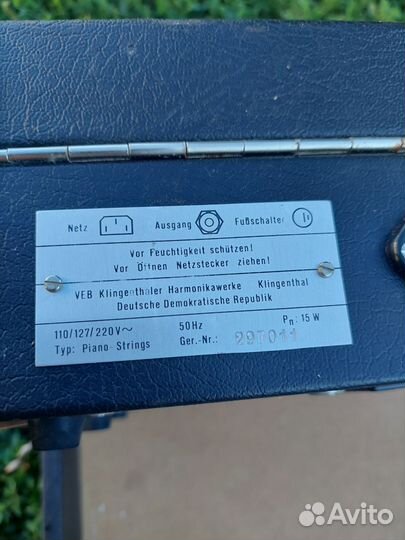 Netz Ausgang Fußschalter
Vor Feuchtigkeit schützen!
Vor Öffnen Netzstecker ziehen!
VEB Klingenthaler Harmonikawerke Klingenthal
Deutsche Demokratische Republik
110/127/220V~ 50Hz Pn: 15 W
Typ: Piano Strings Ger.-Nr.: 29T011
Avito